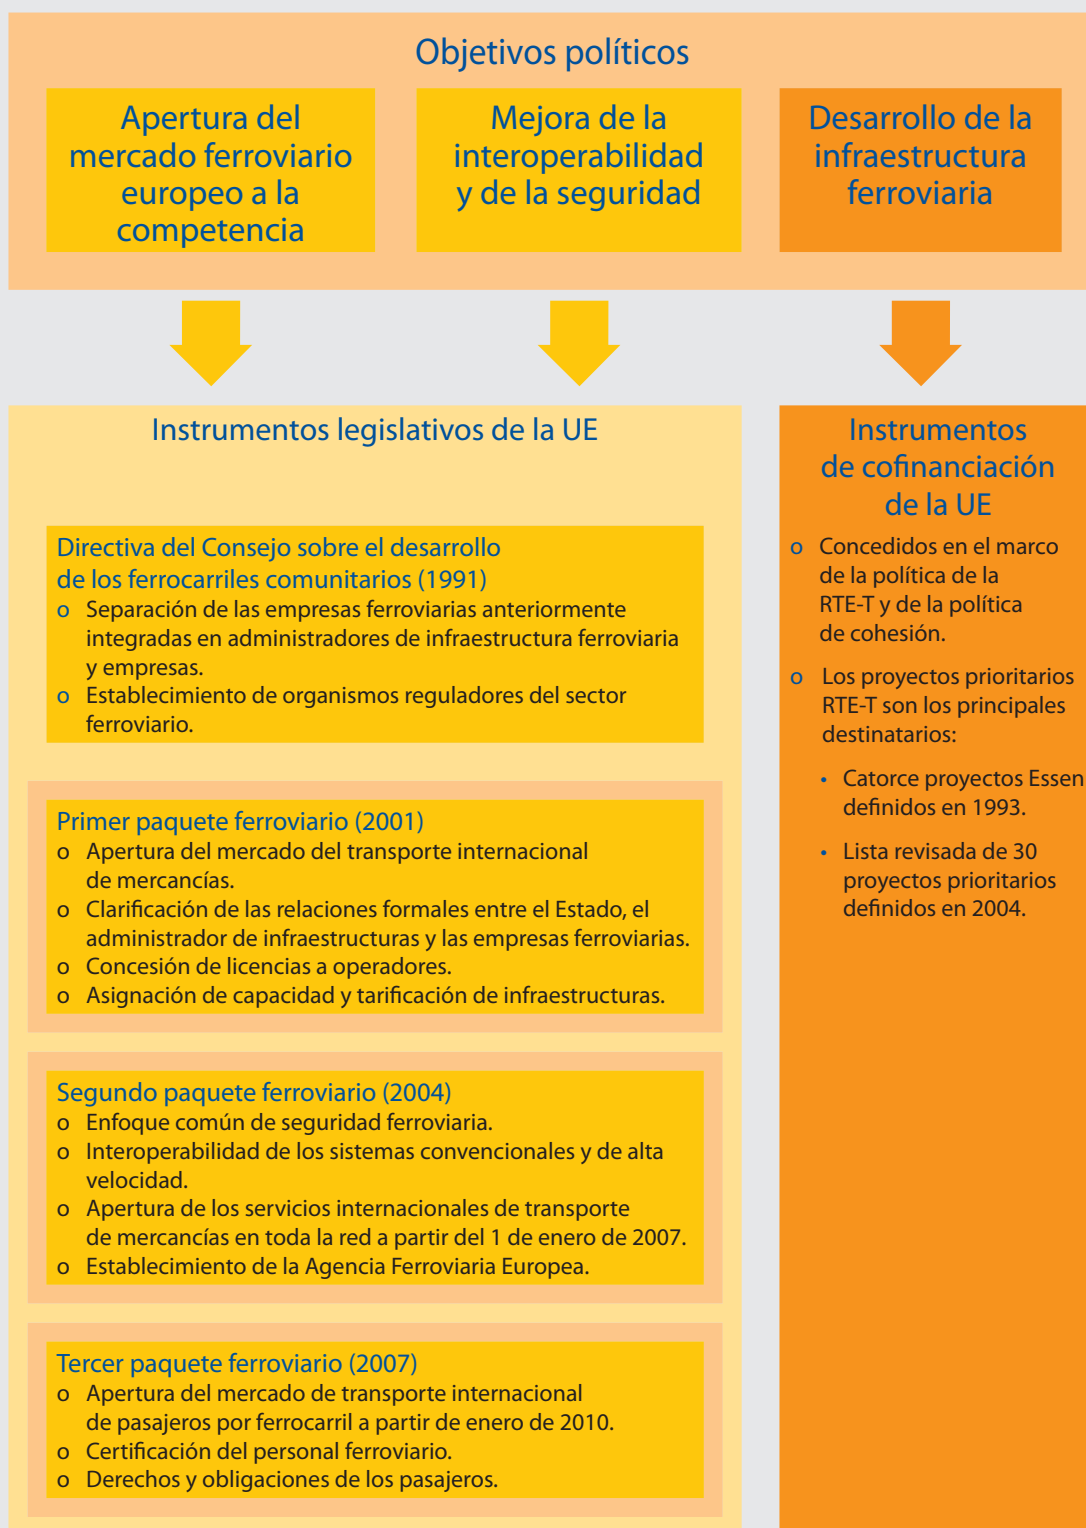 Objetivos políticos
Apertura del
mercado ferroviario
europeo a la
competencia
Mejora de la
interoperabilidad
y de la seguridad
Desarrollo de la
infraestructura
ferroviaria
Instrumentos legislativos de la UE
Directiva del Consejo sobre el desarrollo
de los ferrocarriles comunitarios (1991)
o Separación de las empresas ferroviarias anteriormente
integradas en administradores de infraestructura ferroviaria
y empresas.
o Establecimiento de organismos reguladores del sector
ferroviario.
Primer paquete ferroviario (2001)
o Apertura del mercado del transporte internacional
de mercancías.
o Clarificación de las relaciones formales entre el Estado, el
administrador de infraestructuras y las empresas ferroviarias.
o Concesión de licencias a operadores.
o Asignación de capacidad y tarificación de infraestructuras.
Segundo paquete ferroviario (2004)
o Enfoque común de seguridad ferroviaria.
o Interoperabilidad de los sistemas convencionales y de alta
velocidad.
o Apertura de los servicios internacionales de transporte
de mercancías en toda la red a partir del 1 de enero de 2007.
o Establecimiento de la Agencia Ferroviaria Europea.
Tercer paquete ferroviario (2007)
o Apertura del mercado de transporte internacional
de pasajeros por ferrocarril a partir de enero de 2010.
o Certificación del personal ferroviario.
o Derechos y obligaciones de los pasajeros.
Instrumentos
de cofinanciación
de la UE
o Concedidos en el marco
de la política de la
RTE-T y de la política
de cohesión.
o Los proyectos prioritarios
RTE-T son los principales
destinatarios:
• Catorce proyectos Essen
definidos en 1993.
• Lista revisada de 30
proyectos prioritarios
definidos en 2004.